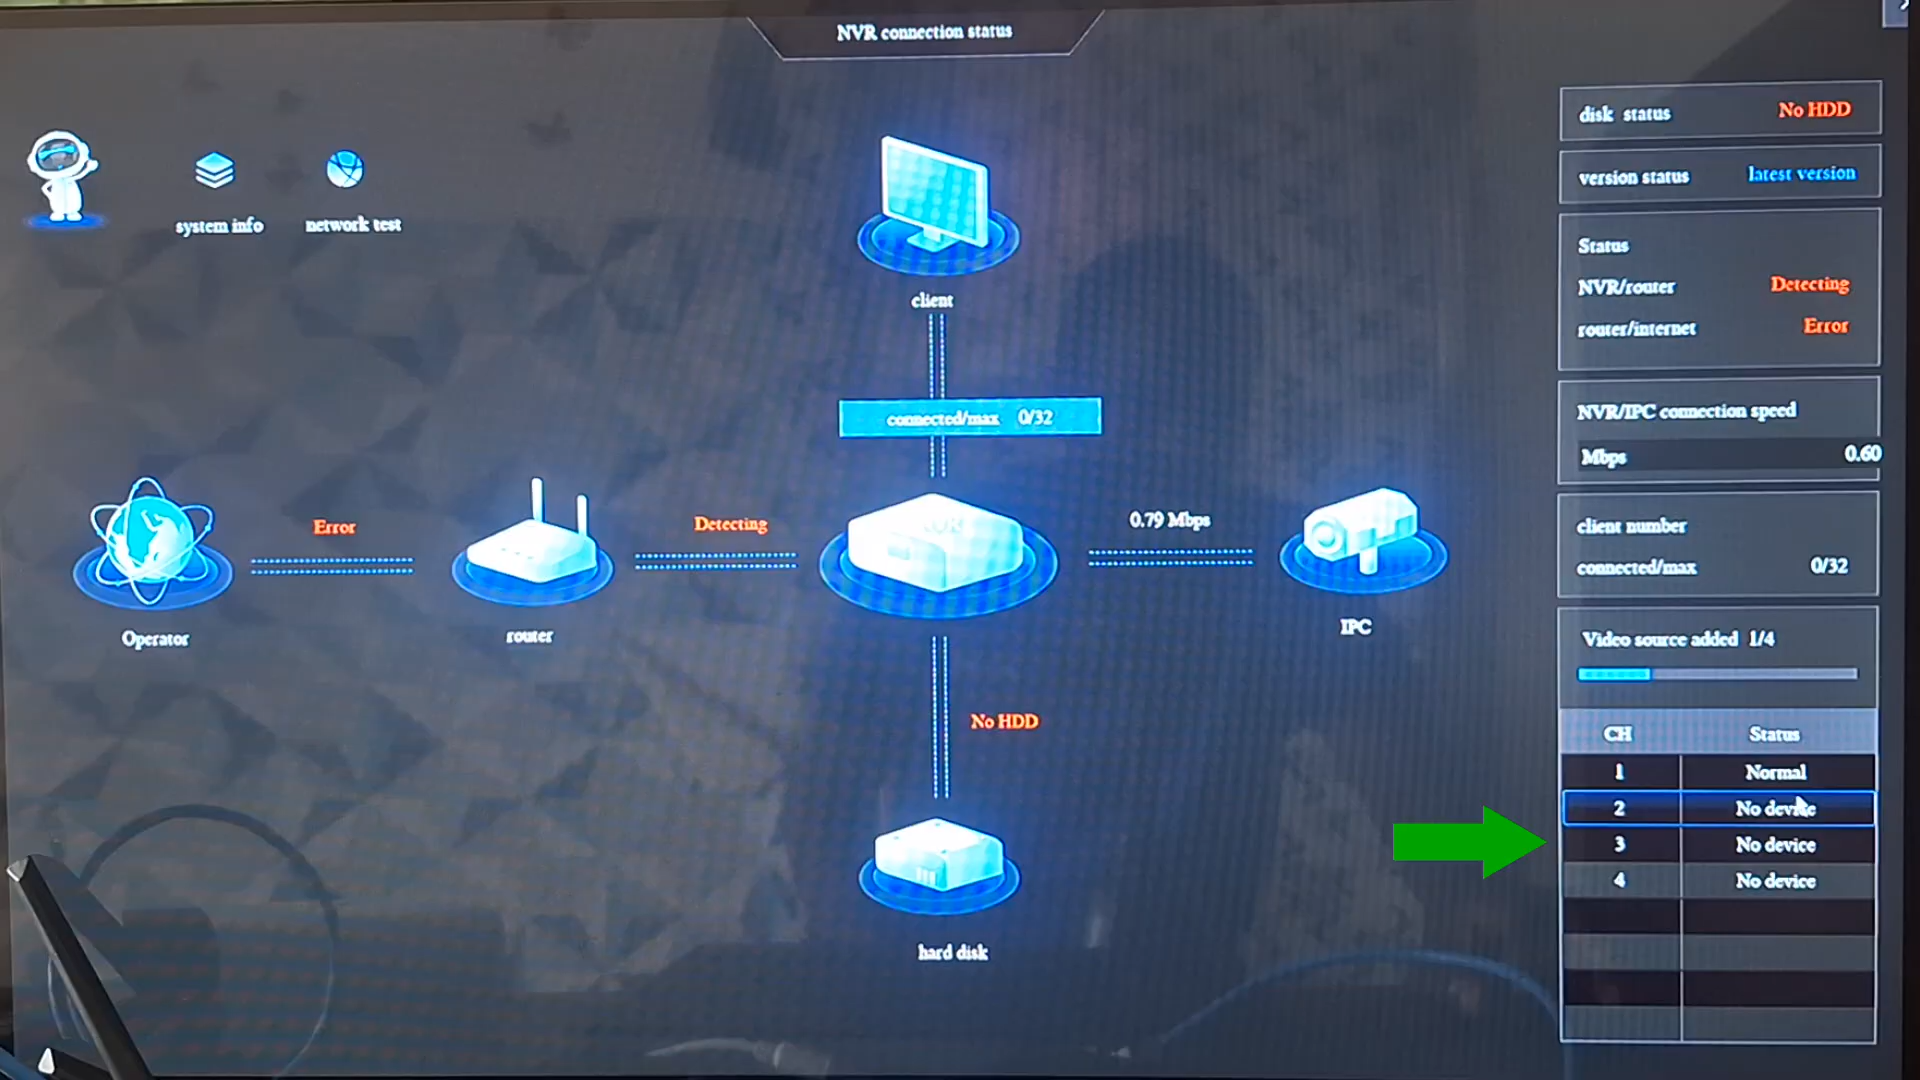 NVR connection status
system info
network test
client
connected/max 0/32
Error
Detecting
0.79 Mbps
NVR
Operator
router
IPC
No HDD
hard disk
disk status No HDD
version status latest version
Status
NVR/router Detecting
router/internet Error
NVR/IPC connection speed
Mbps 0.60
client number
connected/max 0/32
Video source added 1/4
CH Status
1 Normal
2 No device
3 No device
4 No device